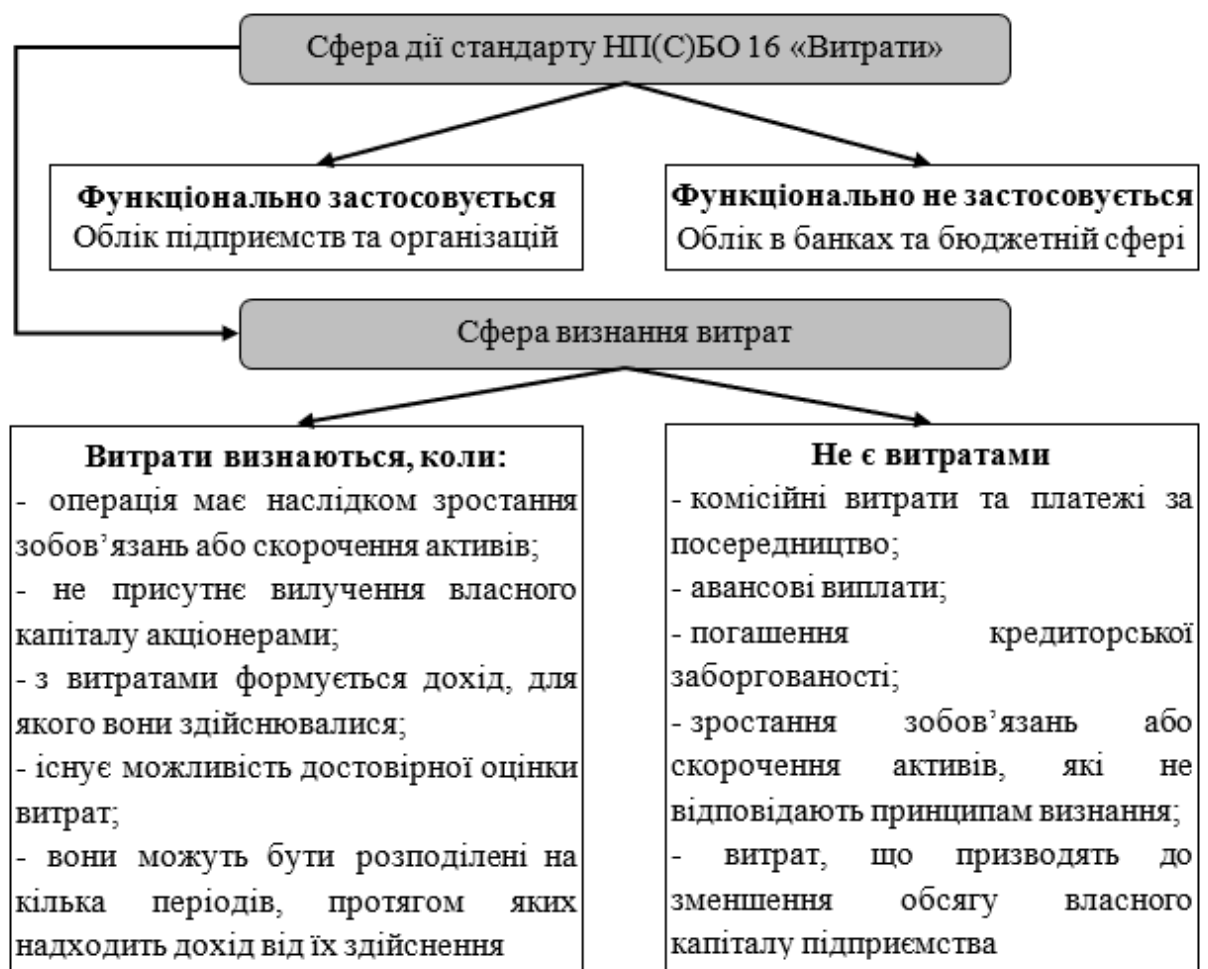 Сфера дії стандарту НП(С)БО 16 «Витрати»
Функціонально застосовується
Облік підприємств та організацій
Функціонально не застосовується
Облік в банках та бюджетній сфері
Сфера визнання витрат
Витрати визнаються, коли:
- операція має наслідком зростання
зобов’язань або скорочення активів;
- не присутнє вилучення власного
капіталу акціонерами;
- з витратами формується дохід, для
якого вони здійснювалися;
- існує можливість достовірної оцінки
витрат;
- вони можуть бути розподілені на
кілька періодів, протягом яких
надходить дохід від їх здійснення
Не є витратами
- комісійні витрати та платежі за
посередництво;
- авансові виплати;
- погашення кредиторської
заборгованості;
- зростання зобов’язань або
скорочення активів, які не
відповідають принципам визнання;
- витрат, що призводять до
зменшення обсягу власного
капіталу підприємства